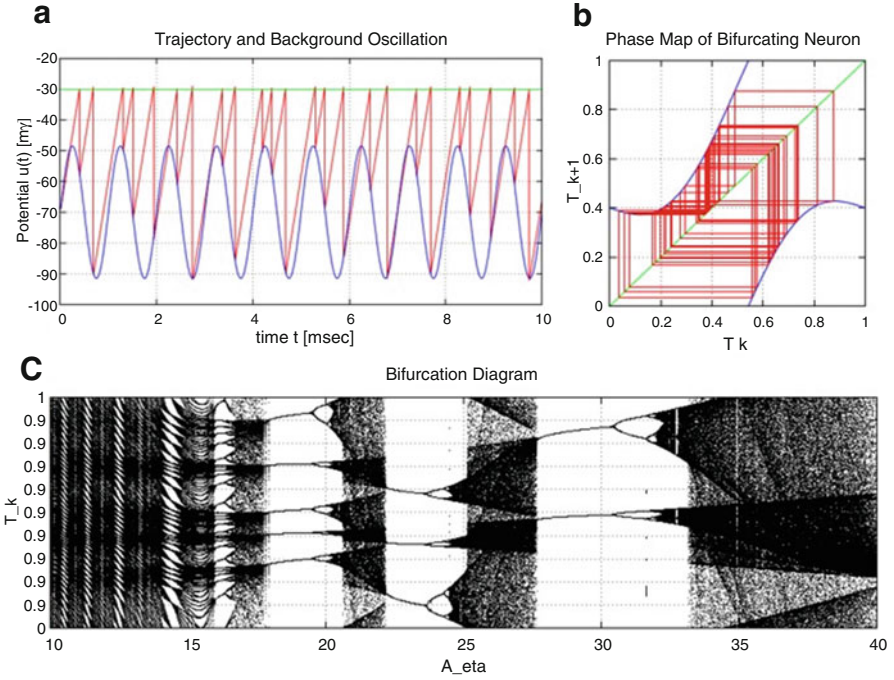 a
Trajectory and Background Oscillation
-20
-30
-40
-50
-60
-70
-80
-90
-100
Potential u(t) [mγ]
0 2 4 6 8 10
time t [msec]
b
Phase Map of Bifurcating Neuron
1
0.8
0.6
0.4
0.2
0
T_k+1
0 0.2 0.4 0.6 0.8 1
T k
C
Bifurcation Diagram
1
0.9
0.9
0.9
0.9
0.9
0.9
0.9
0.9
0.9
0
T_k
10 15 20 25 30 35 40
A_eta